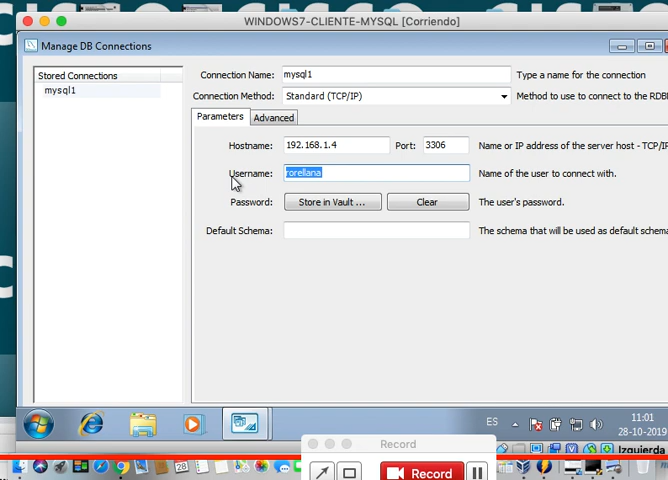 WINDOWS7-CLIENTE-MYSQL [Corriendo]
Manage DB Connections
Stored Connections
mysql1
Connection Name: mysql1 Type a name for the connection
Connection Method: Standard (TCP/IP) Method to use to connect to the RDB
Parameters Advanced
Hostname: 192.168.1.4 Port: 3306 Name or IP address of the server host - TCP/IP
Username: rorellana Name of the user to connect with.
Password: Store in Vault ... Clear The user's password.
Default Schema: The schema that will be used as default schema
ES 11:01
28-10-2019
Record
Izquierda
28
Record